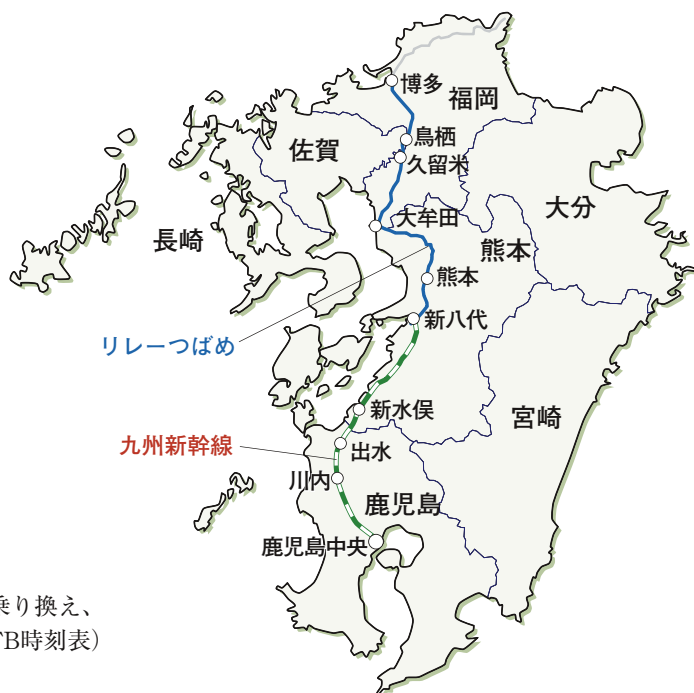 博多
福岡
鳥栖
佐賀
久留米
大牟田
大分
長崎
熊本
熊本
新八代
リレーつばめ
新水俣
宮崎
九州新幹線
出水
川内
鹿児島
鹿児島中央
乗り換え、
TB時刻表）